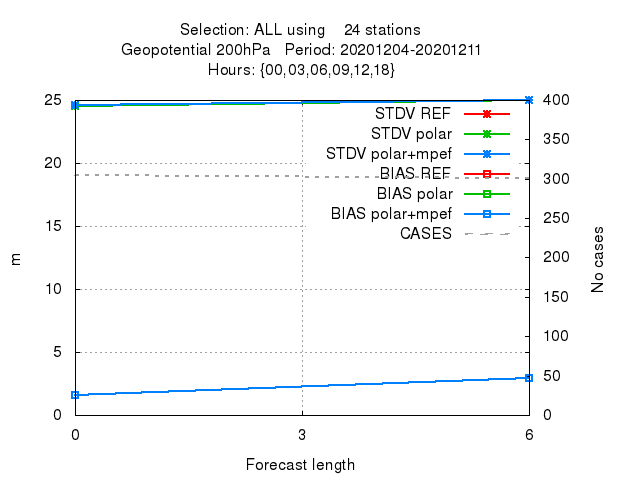 Selection: ALL using    24 stations
Geopotential 200hPa   Period: 20201204-20201211
Hours: {00,03,06,09,12,18}
25
20
15
10
5
0
m
400
350
300
250
200
150
100
50
0
No cases
STDV REF
STDV polar
STDV polar+mpef
BIAS REF
BIAS polar
BIAS polar+mpef
CASES
0
3
6
Forecast length